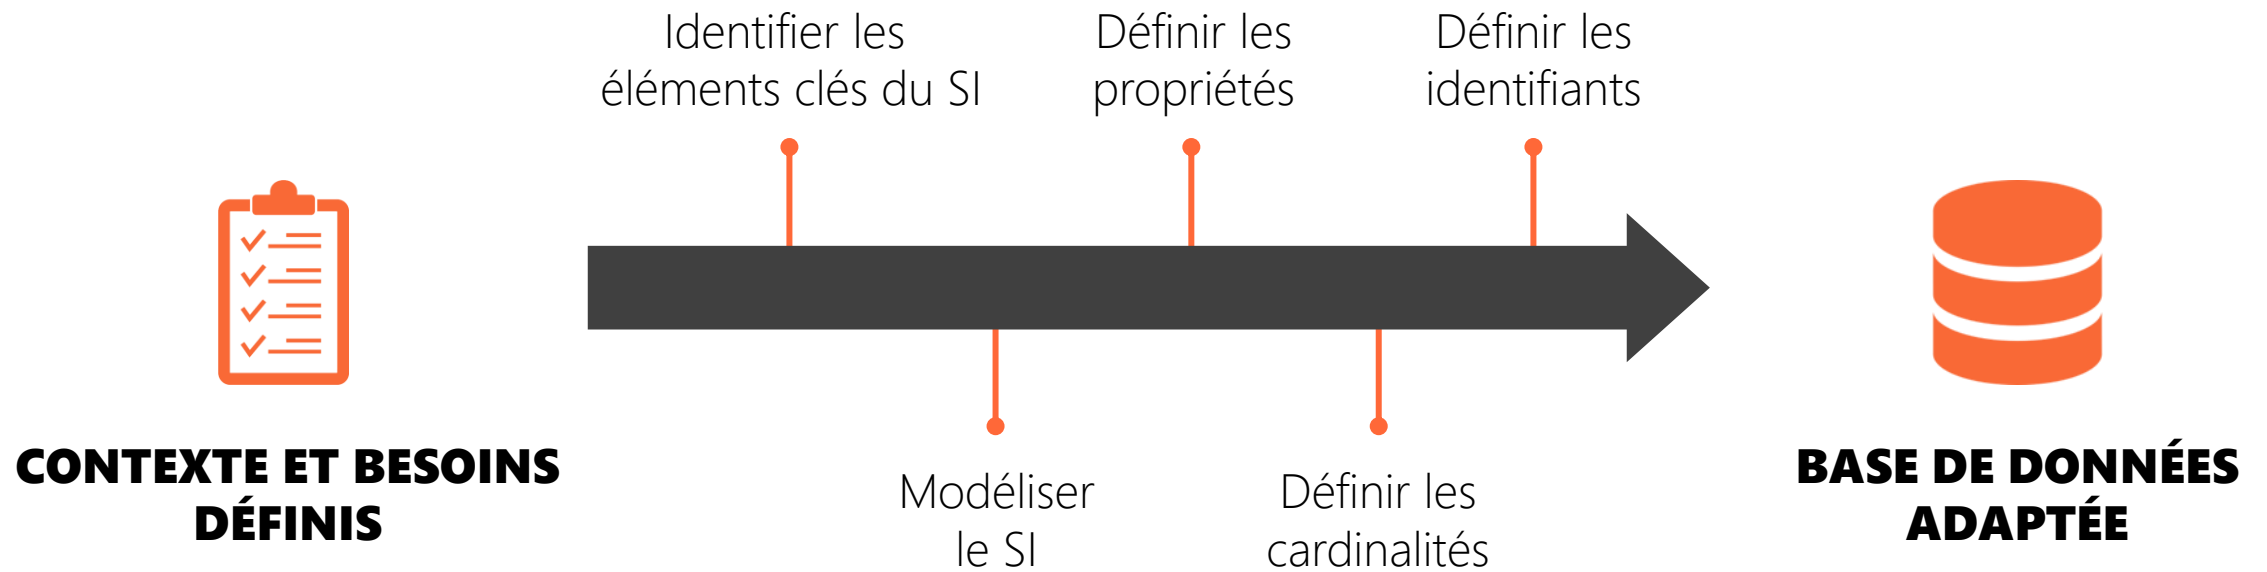 Identifier les
éléments clés du SI
Définir les
propriétés
Définir les
identifiants
CONTEXTE ET BESOINS
DÉFINIS
Modéliser
le SI
Définir les
cardinalités
BASE DE DONNÉES
ADAPTÉE